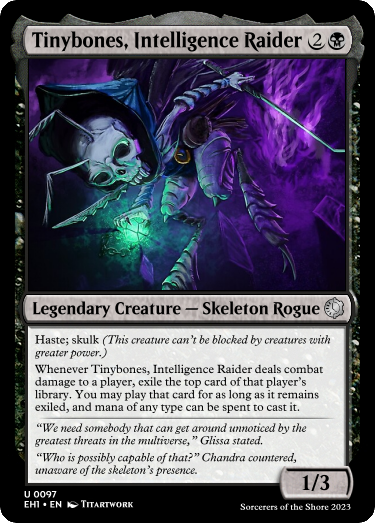 Tinybones, Intelligence Raider 2
Legendary Creature — Skeleton Rogue
Haste; skulk (This creature can't be blocked by creatures with
greater power.)
Whenever Tinybones, Intelligence Raider deals combat
damage to a player, exile the top card of that player's
library. You may play that card for as long as it remains
exiled, and mana of any type can be spent to cast it.
“We need somebody that can get around unnoticed by the
greatest threats in the multiverse,” Glissa stated.
“Who is possibly capable of that?” Chandra countered,
unaware of the skeleton's presence.
1/3
U 0097
EH1 • EN Titartwork
Sorcerers of the Shore 2023